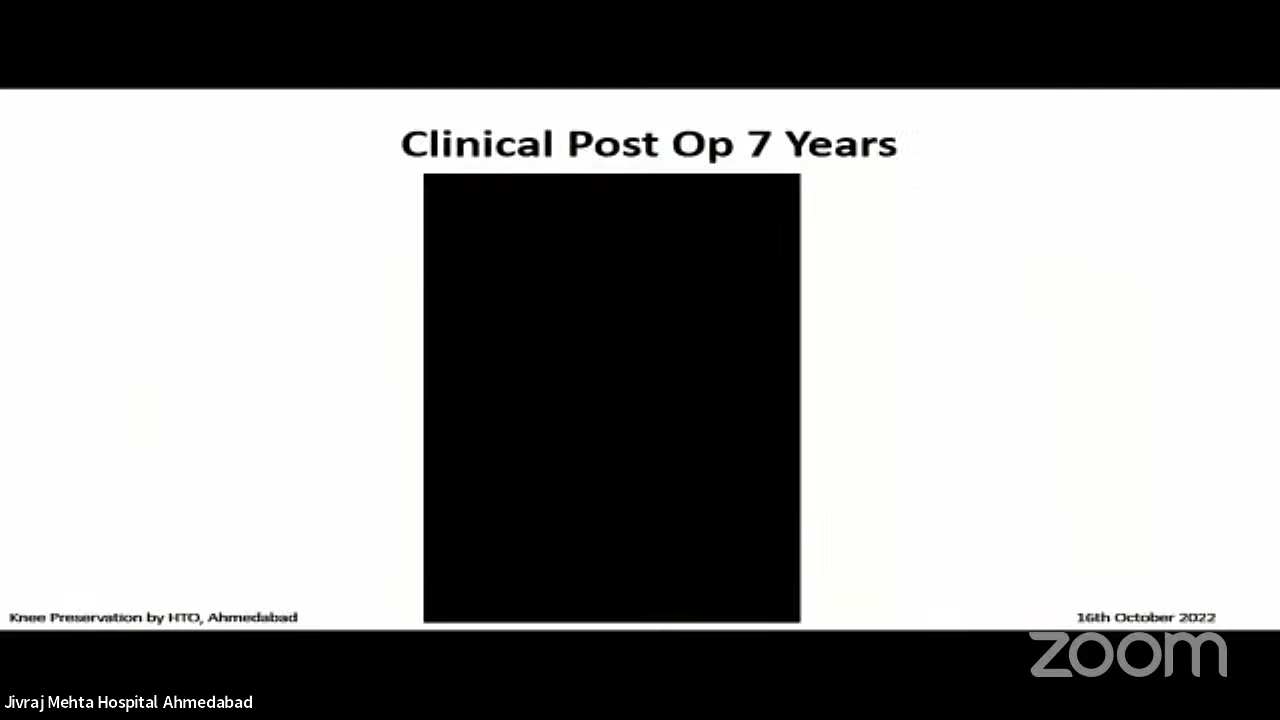 Clinical Post Op 7 Years
Knee Preservation by HTO, Ahmedabad
16th October 2022
zoom
Jivraj Mehta Hospital Ahmedabad